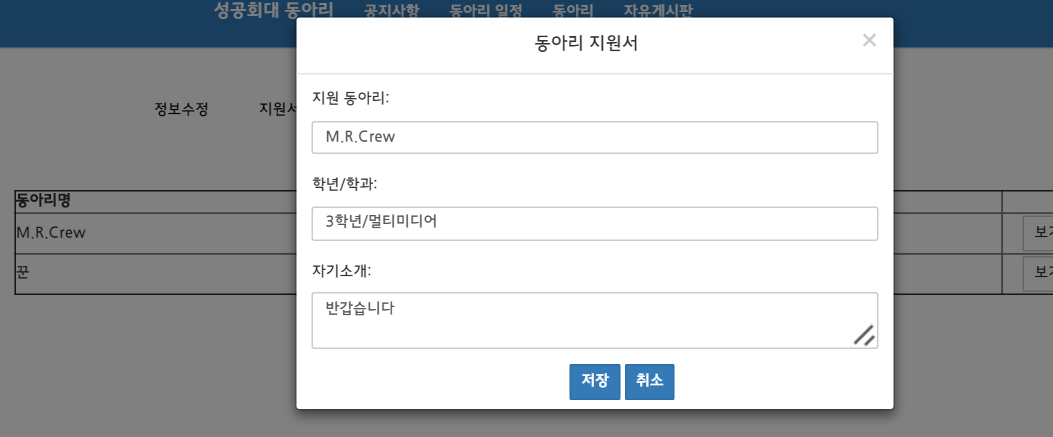 성공회대 동아리 공지사항 동아리 일정 동아리 자유게시판
동아리 지원서 ×
정보수정 지원서
지원 동아리:
M.R.Crew
학년/학과:
3학년/멀티미디어
자기소개:
반갑습니다
저장 취소
동아리명
M.R.Crew 보기
꾼 보기